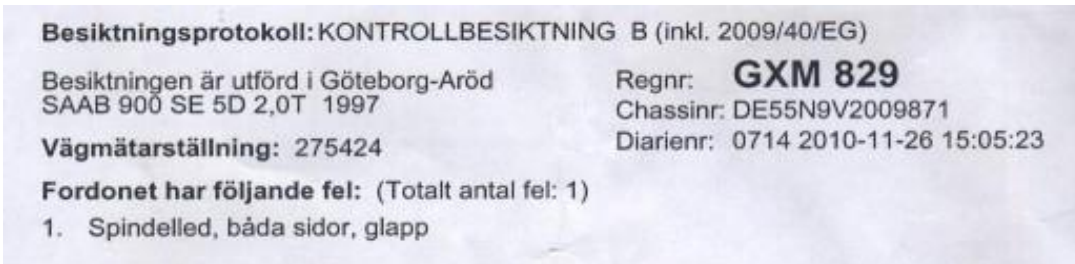 Besiktningsprotokoll: KONTROLLBESIKTNING B (inkl. 2009/40/EG)
Besiktningen är utförd i Göteborg-Aröd
SAAB 900 SE 5D 2,0T 1997
Regnr: GXM 829
Chassinr: DE55N9V2009871
Diarienr: 0714 2010-11-26 15:05:23
Vägmätarställning: 275424
Fordonet har följande fel: (Totalt antal fel: 1)
1. Spindelled, båda sidor, glapp